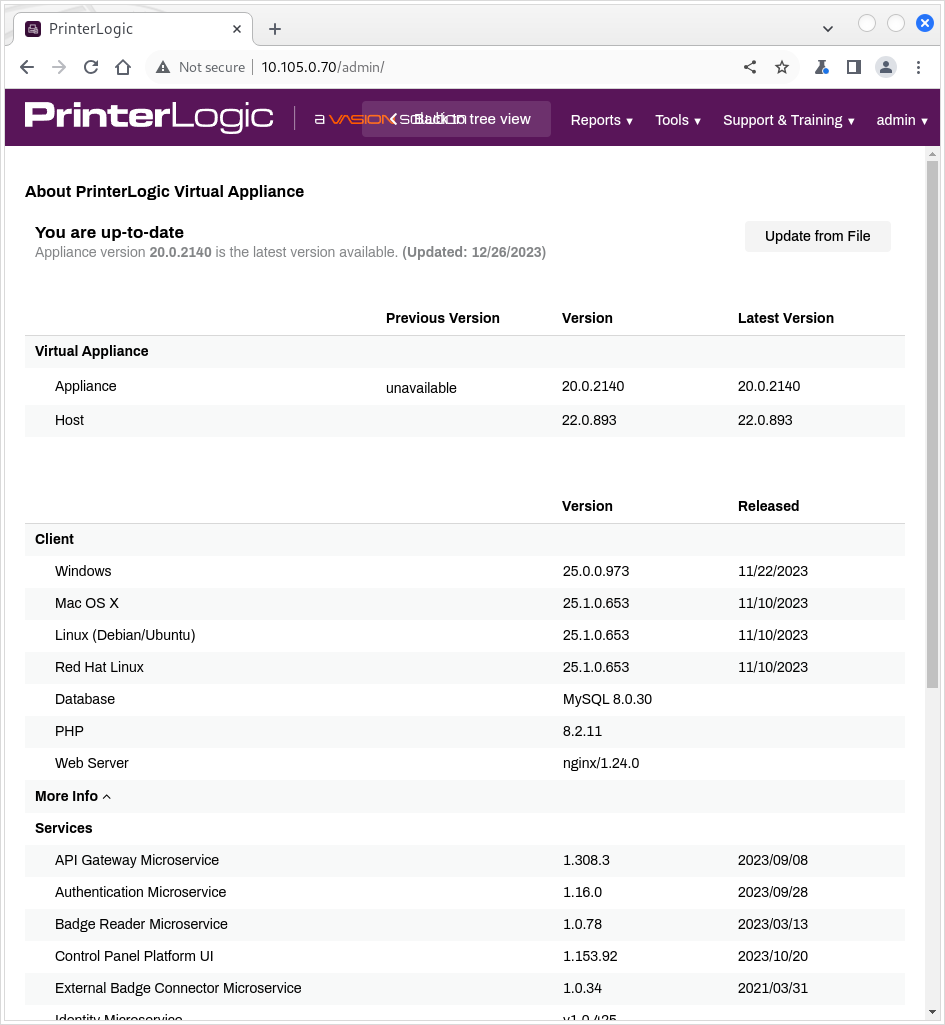 PrinterLogic
Not secure 10.105.0.70/admin/
PrinterLogic a VASION SOLUTION Back to tree view Reports ▾ Tools ▾ Support & Training ▾ admin ▾
About PrinterLogic Virtual Appliance
You are up-to-date
Update from File
Appliance version 20.0.2140 is the latest version available. (Updated: 12/26/2023)
Previous Version Version Latest Version
Virtual Appliance
Appliance unavailable 20.0.2140 20.0.2140
Host 22.0.893 22.0.893
Version Released
Client
Windows 25.0.0.973 11/22/2023
Mac OS X 25.1.0.653 11/10/2023
Linux (Debian/Ubuntu) 25.1.0.653 11/10/2023
Red Hat Linux 25.1.0.653 11/10/2023
Database MySQL 8.0.30
PHP 8.2.11
Web Server nginx/1.24.0
More Info
Services
API Gateway Microservice 1.308.3 2023/09/08
Authentication Microservice 1.16.0 2023/09/28
Badge Reader Microservice 1.0.78 2023/03/13
Control Panel Platform UI 1.153.92 2023/10/20
External Badge Connector Microservice 1.0.34 2021/03/31
Identity Microservice v1.0.425